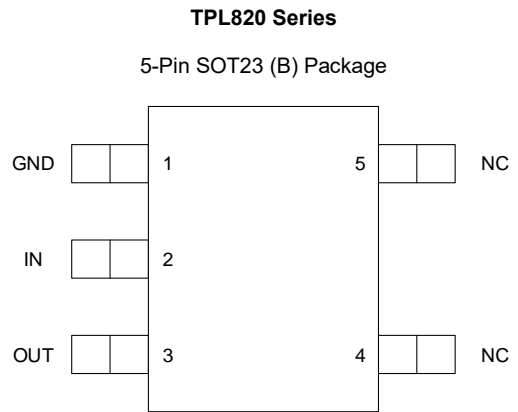 TPL820 Series
5-Pin SOT23 (B) Package
GND 1 5 NC
IN 2
OUT 3 4 NC